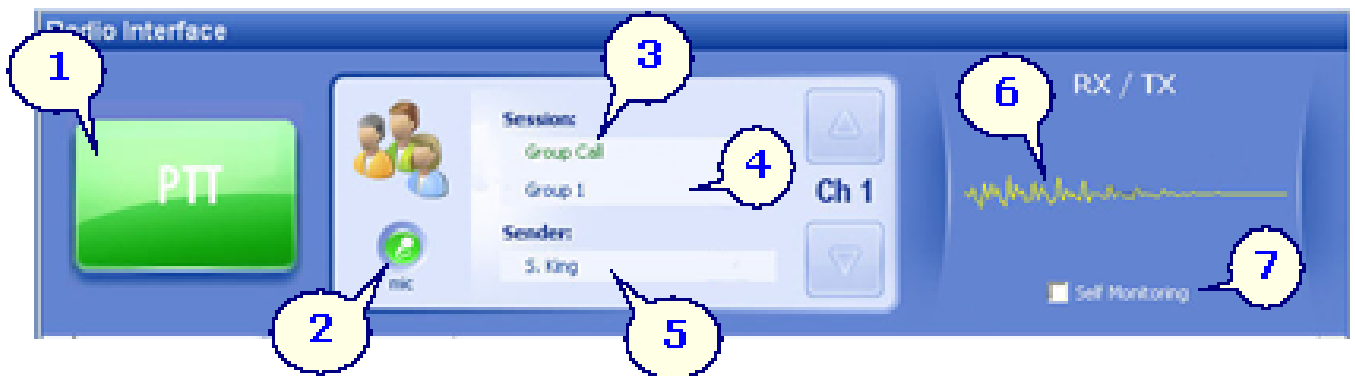 Radio Interface
1
3
6
RX / TX
PTT
Session:
Group Call
4
Group 1
Ch 1
Sender:
S. King
mic
7
Self Monitoring
2
5